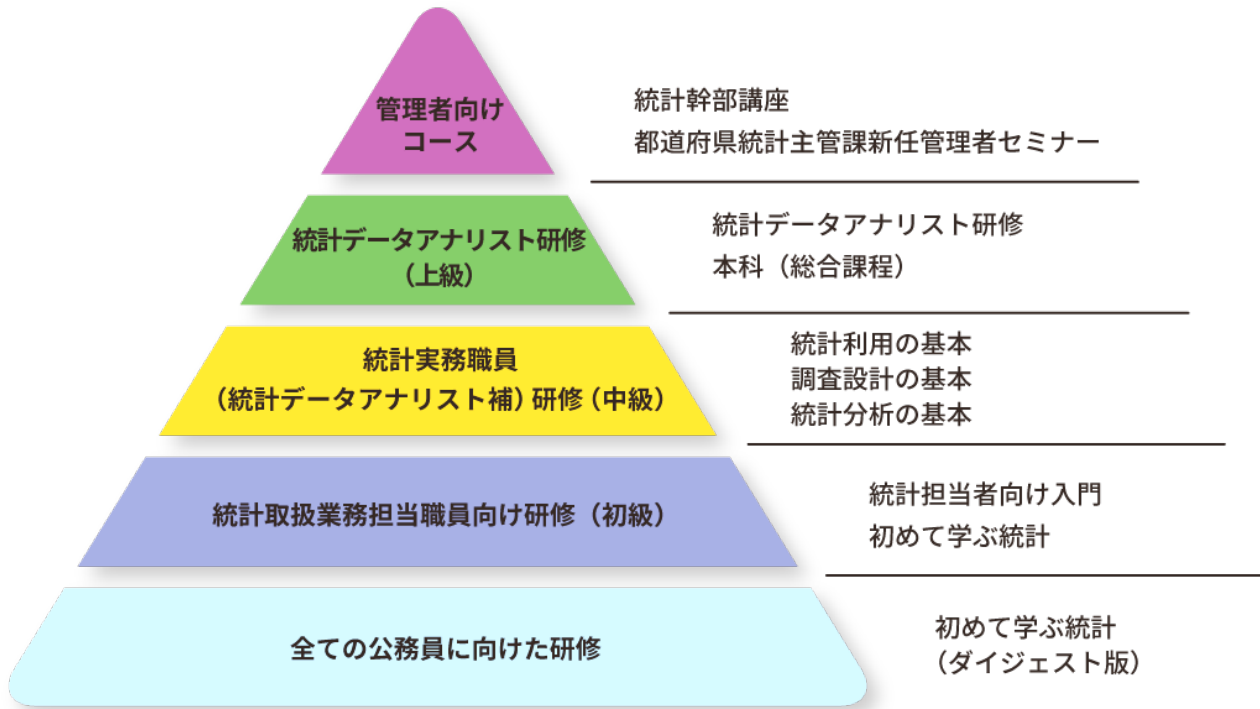 管理者向け
コース
統計幹部講座
都道府県統計主管課新任管理者セミナー
統計データアナリスト研修
（上級）
統計データアナリスト研修
本科（総合課程）
統計実務職員
（統計データアナリスト補）研修（中級）
統計利用の基本
調査設計の基本
統計分析の基本
統計取扱業務担当職員向け研修（初級）
統計担当者向け入門
初めて学ぶ統計
全ての公務員に向けた研修
初めて学ぶ統計
（ダイジェスト版）